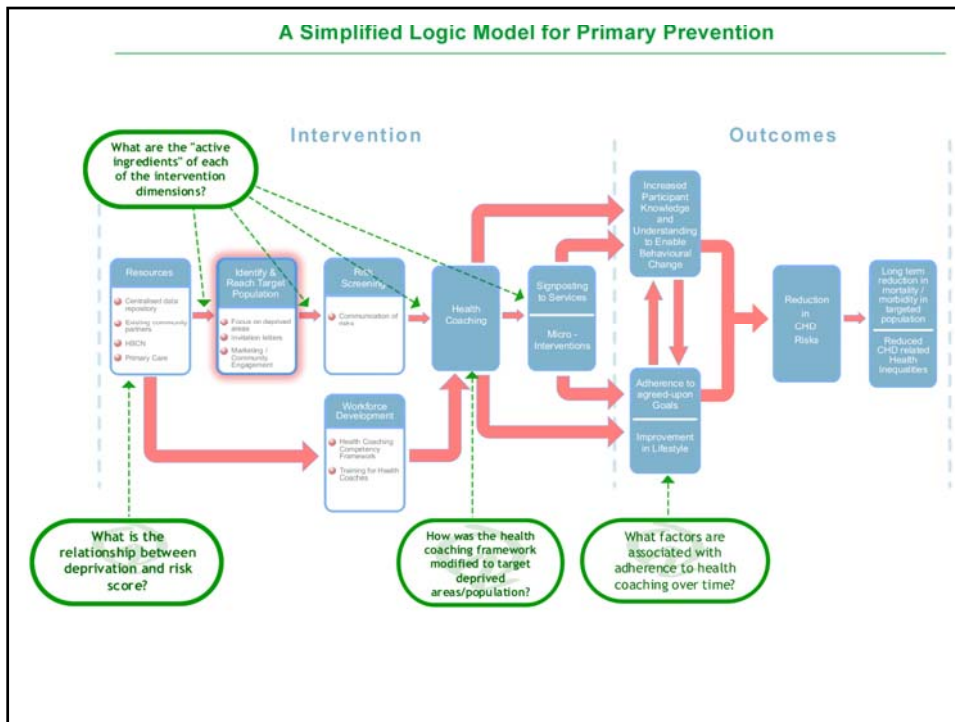 A Simplified Logic Model for Primary Prevention
Intervention
Outcomes
What are the "active
ingredients" of each
of the intervention
dimensions?
Resources
Centralised data
repository
Existing community
partners
HSCN
Primary Care
Identify &
Reach Target
Population
Focus on deprived
areas
Invitation letters
Marketing /
Community
Engagement
Risk
Screening
Communication of
risks
Workforce
Development
Health Coaching
Competency
Framework
Training for Health
Coaches
Health
Coaching
Signposting
to Services
Micro -
Interventions
Increased
Participant
Knowledge
and
Understanding
to Enable
Behavioural
Change
Adherence to
agreed-upon
Goals
Improvement
in Lifestyle
Reduction
in
CHD
Risks
Long term
reduction in
mortality /
morbidity in
targeted
population
Reduced
CHD related
Health
Inequalities
What is the
relationship between
deprivation and risk
score?
How was the health
coaching framework
modified to target
deprived
areas/population?
What factors are
associated with
adherence to health
coaching over time?